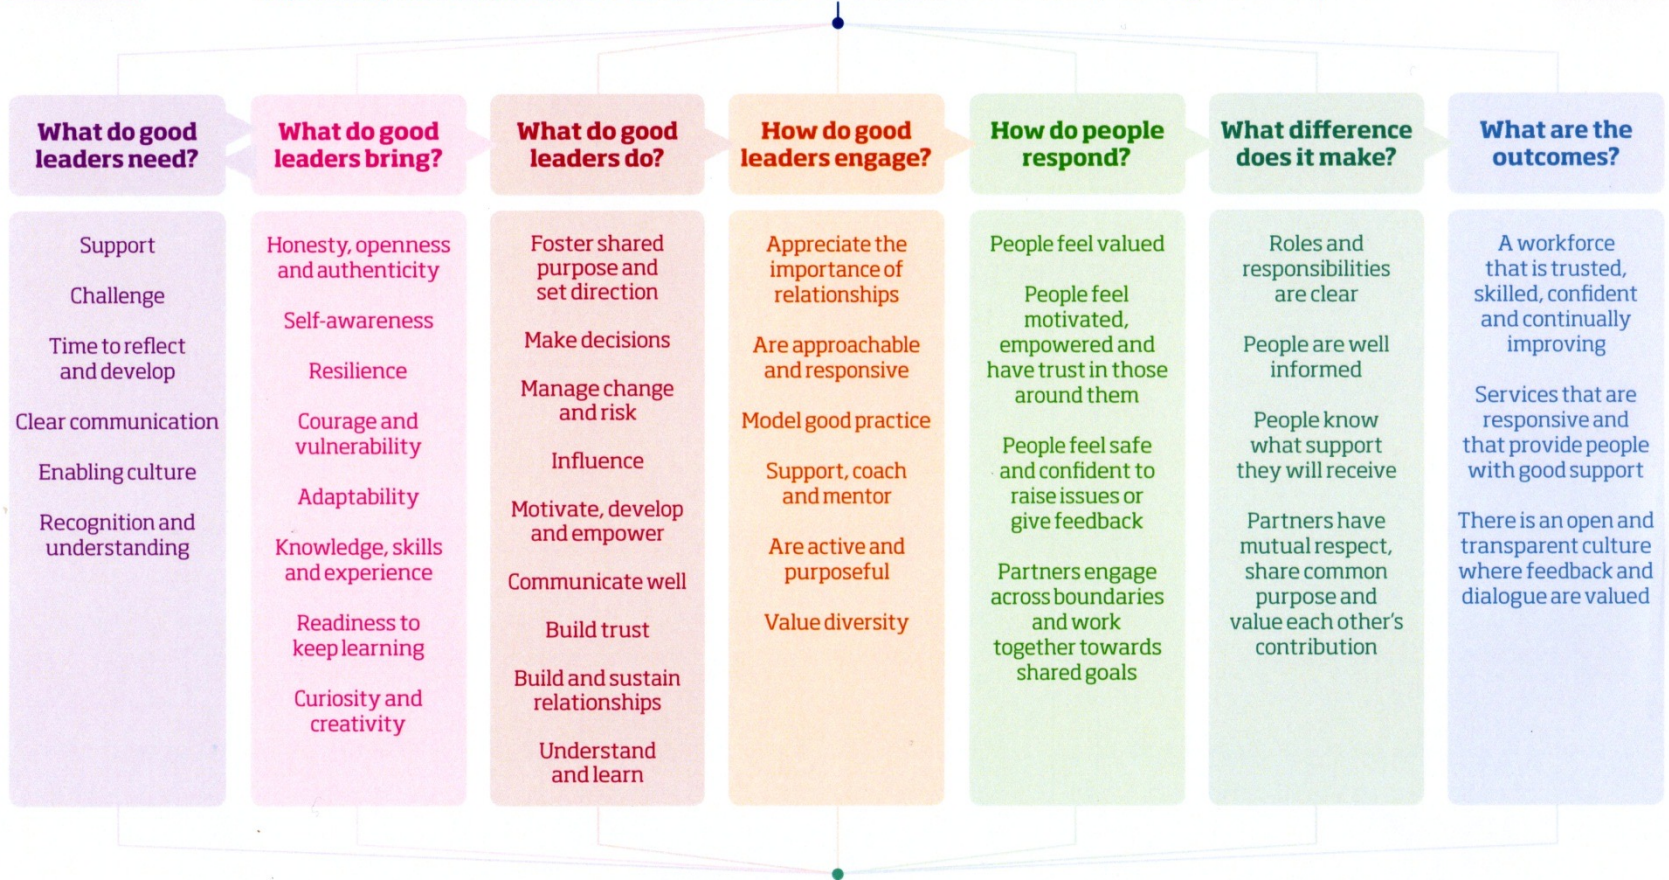 What do good
leaders need?
Support
Challenge
Time to reflect
and develop
Clear communication
Enabling culture
Recognition and
understanding
What do good
leaders bring?
Honesty, openness
and authenticity
Self-awareness
Resilience
Courage and
vulnerability
Adaptability
Knowledge, skills
and experience
Readiness to
keep learning
Curiosity and
creativity
What do good
leaders do?
Foster shared
purpose and
set direction
Make decisions
Manage change
and risk
Influence
Motivate, develop
and empower
Communicate well
Build trust
Build and sustain
relationships
Understand
and learn
How do good
leaders engage?
Appreciate the
importance of
relationships
Are approachable
and responsive
Model good practice
Support, coach
and mentor
Are active and
purposeful
Value diversity
How do people
respond?
People feel valued
People feel
motivated,
empowered and
have trust in those
around them
People feel safe
and confident to
raise issues or
give feedback
Partners engage
across boundaries
and work
together towards
shared goals
What difference
does it make?
Roles and
responsibilities
are clear
People are well
informed
People know
what support
they will receive
Partners have
mutual respect,
share common
purpose and
value each other's
contribution
What are the
outcomes?
A workforce
that is trusted,
skilled, confident
and continually
improving
Services that are
responsive and
that provide people
with good support
There is an open and
transparent culture
where feedback and
dialogue are valued